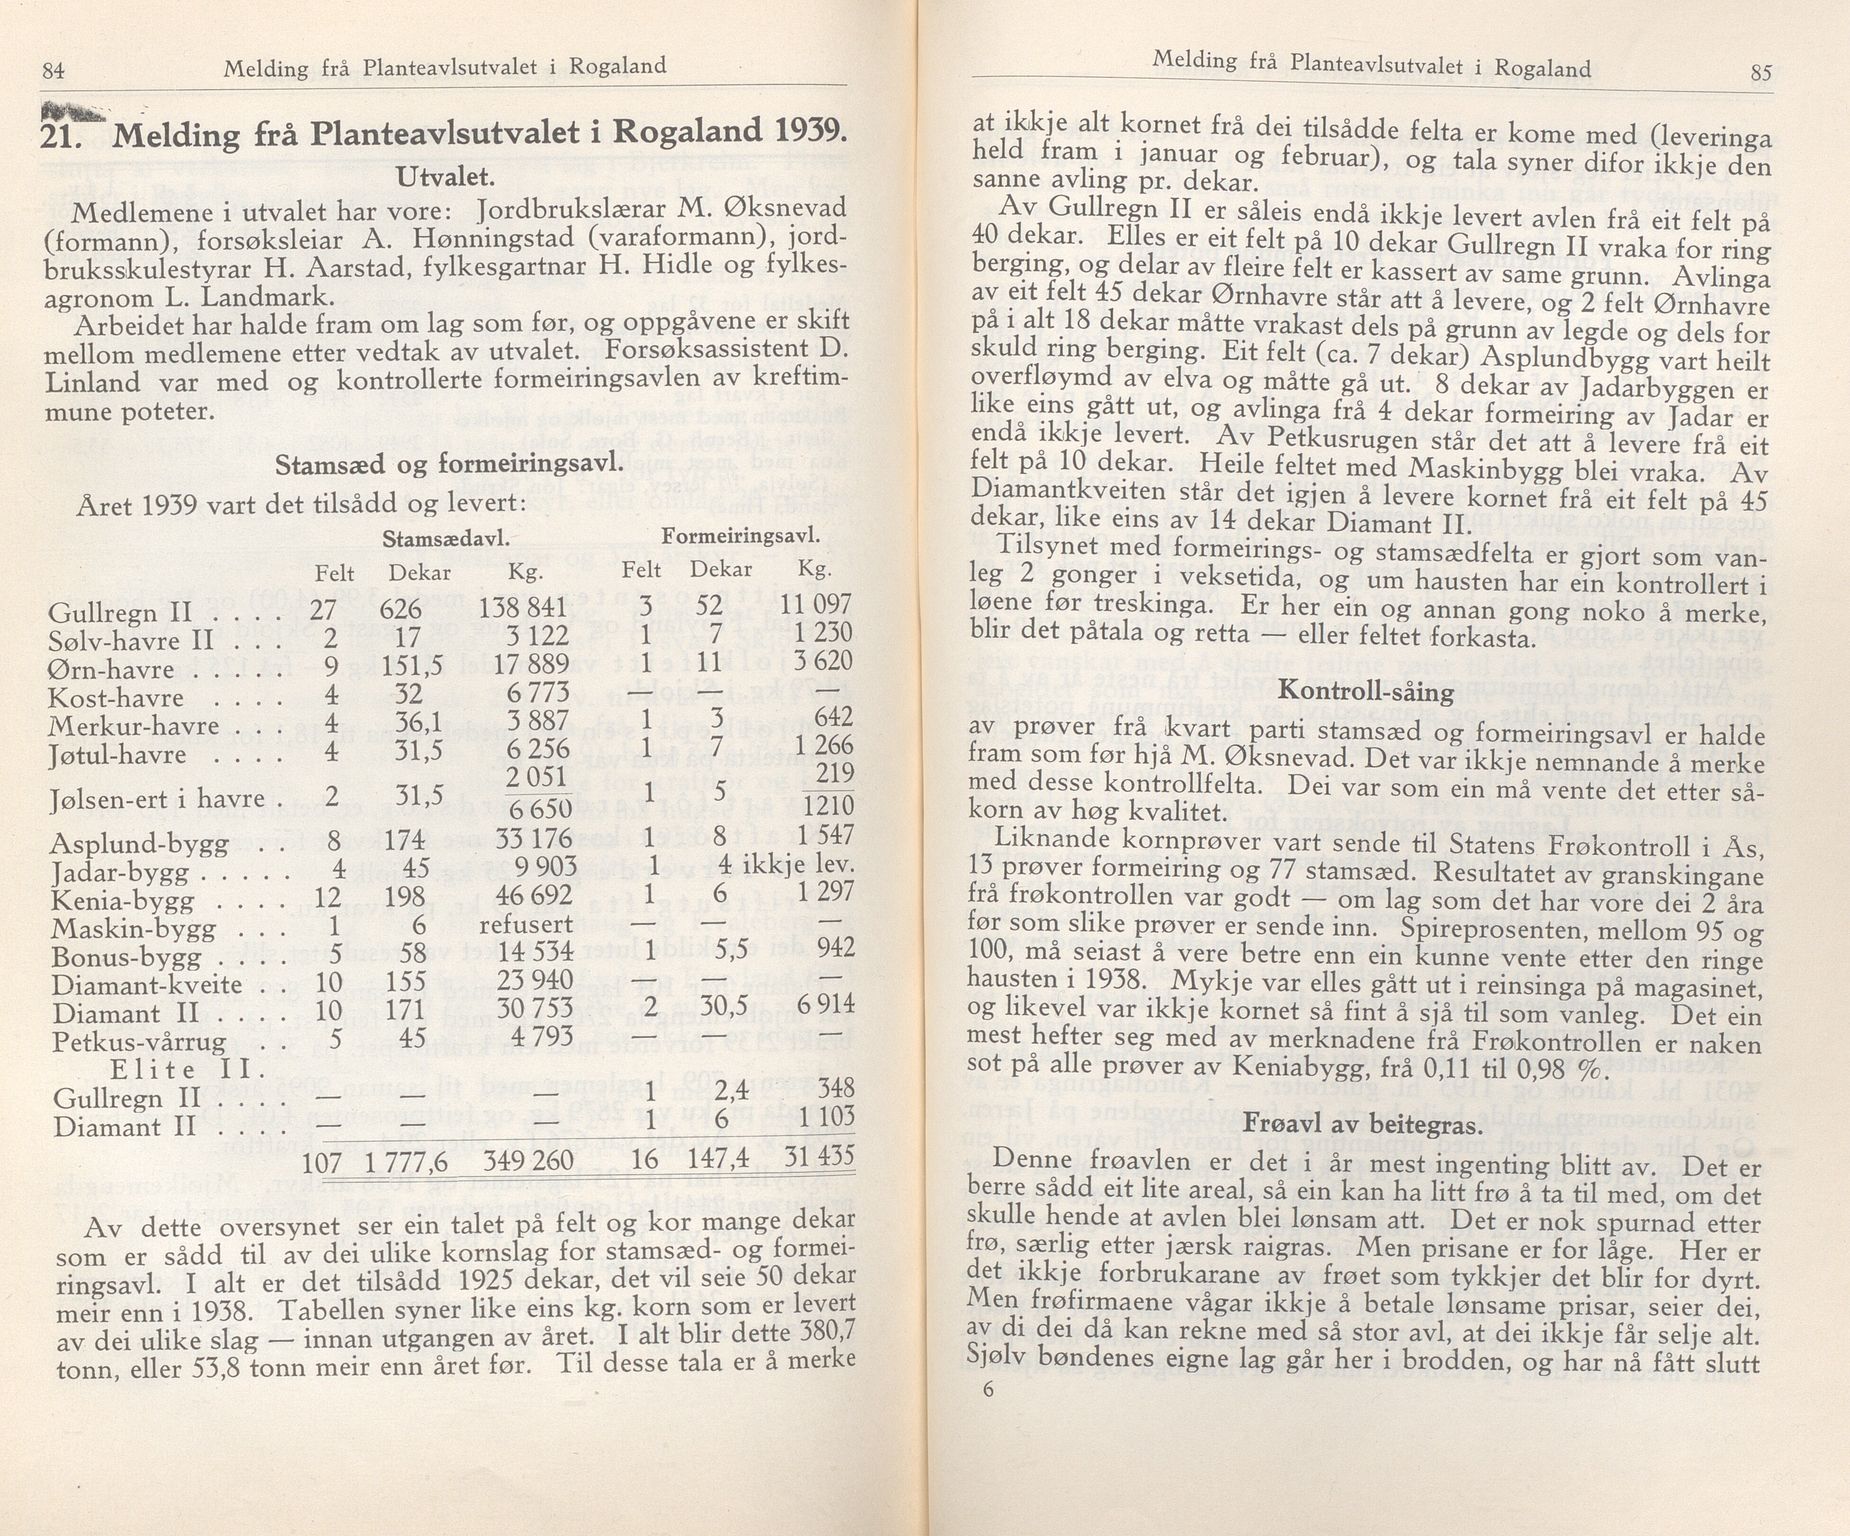 84 Melding frå Planteavlsutvalet i Rogaland
21. Melding frå Planteavlsutvalet i Rogaland 1939.
Utvalet.
Medlemene i utvalet har vore: Jordbrukslærar M. Øksnevad
(formann), forsøksleiar A. Hønningstad (varaformann), jord-
bruksskulestyrar H. Aarstad, fylkesgartnar H. Hidle og fylkes-
agronom L. Landmark.
Arbeidet har halde fram om lag som før, og oppgåvene er skift
mellom medlemene etter vedtak av utvalet. Forsøksassistent D.
Linland var med og kontrollerte formeiringsavlen av kreftim-
mune poteter.
Stamsæd og formeiringsavl.
Året 1939 vart det tilsådd og levert:
Stamsædavl. Formeiringsavl.
Felt Dekar Kg. Felt Dekar Kg.
Gullregn II . . . . 27 626 138 841 3 52 11 097
Sølv-havre II . . . 2 17 3 122 1 7 1 230
Ørn-havre . . . . . 9 151,5 17 889 1 11 3 620
Kost-havre . . . . 4 32 6 773 — — —
Merkur-havre . . . 4 36,1 3 887 1 3 642
Jøtul-havre . . . . 4 31,5 6 256 1 7 1 266
2 051 219
Jølsen-ert i havre . 2 31,5 1 5
6 650 1210
Asplund-bygg . . 8 174 33 176 1 8 1 547
Jadar-bygg . . . . . 4 45 9 903 1 4 ikkje lev.
Kenia-bygg . . . . 12 198 46 692 1 6 1 297
Maskin-bygg . . . 1 6 refusert — — —
Bonus-bygg . . . . 5 58 14 534 1 5,5 942
Diamant-kveite . . 10 155 23 940 — — —
Diamant II . . . . 10 171 30 753 2 30,5 6 914
Petkus-vårrug . . 5 45 4 793 — — —
Elite II.
Gullregn II . . . . — — — 1 2,4 348
Diamant II . . . . — — — 1 6 1 103
107 1 777,6 349 260 16 147,4 31 435
Av dette oversynet ser ein talet på felt og kor mange dekar
som er sådd til av dei ulike kornslag for stamsæd- og formei-
ringsavl. I alt er det tilsådd 1925 dekar, det vil seie 50 dekar
meir enn i 1938. Tabellen syner like eins kg. korn som er levert
av dei ulike slag — innan utgangen av året. I alt blir dette 380,7
tonn, eller 53,8 tonn meir enn året før. Til desse tala er å merke
Melding frå Planteavlsutvalet i Rogaland 85
at ikkje alt kornet frå dei tilsådde felta er kome med (leveringa
held fram i januar og februar), og tala syner difor ikkje den
sanne avling pr. dekar.
Av Gullregn II er såleis endå ikkje levert avlen frå eit felt på
40 dekar. Elles er eit felt på 10 dekar Gullregn II vraka for ring
berging, og delar av fleire felt er kassert av same grunn. Avlinga
av eit felt 45 dekar Ørnhavre står att å levere, og 2 felt Ørnhavre
på i alt 18 dekar måtte vrakast dels på grunn av legde og dels for
skuld ring berging. Eit felt (ca. 7 dekar) Asplundbygg vart heilt
overfløymd av elva og måtte gå ut. 8 dekar av Jadarbyggen er
like eins gått ut, og avlinga frå 4 dekar formeiring av Jadar er
endå ikkje levert. Av Petkusrugen står det att å levere frå eit
felt på 10 dekar. Heile feltet med Maskinbygg blei vraka. Av
Diamantkveiten står det igjen å levere kornet frå eit felt på 45
dekar, like eins av 14 dekar Diamant II.
Tilsynet med formeirings- og stamsædfelta er gjort som van-
leg 2 gonger i veksetida, og um hausten har ein kontrollert i
løene før treskinga. Er her ein og annan gong noko å merke,
blir det påtala og retta — eller feltet forkasta.
Kontroll-såing
av prøver frå kvart parti stamsæd og formeiringsavl er halde
fram som før hjå M. Øksnevad. Det var ikkje nemnande å merke
med desse kontrollfelta. Dei var som ein må vente det etter så-
korn av høg kvalitet.
Liknande kornprøver vart sende til Statens Frøkontroll i Ås,
13 prøver formeiring og 77 stamsæd. Resultatet av granskingane
frå frøkontrollen var godt — om lag som det har vore dei 2 åra
før som slike prøver er sende inn. Spireprosenten, mellom 95 og
100, må seiast å vere betre enn ein kunne vente etter den ringe
hausten i 1938. Mykje var elles gått ut i reinsinga på magasinet,
og likevel var ikkje kornet så fint å sjå til som vanleg. Det ein
mest hefter seg med av merknadene frå Frøkontrollen er naken
sot på alle prøver av Keniabygg, frå 0,11 til 0,98 %.
Frøavl av beitegras.
Denne frøavlen er det i år mest ingenting blitt av. Det er
berre sådd eit lite areal, så ein kan ha litt frø å ta til med, om det
skulle hende at avlen blei lønsam att. Det er nok spurnad etter
frø, særlig etter jærsk raigras. Men prisane er for låge. Her er
det ikkje forbrukarane av frøet som tykkjer det blir for dyrt.
Men frøfirmaene vågar ikkje å betale lønsame prisar, seier dei,
av di dei då kan rekne med så stor avl, at dei ikkje får selje alt.
Sjølv bøndenes eigne lag går her i brodden, og har nå fått slutt
6